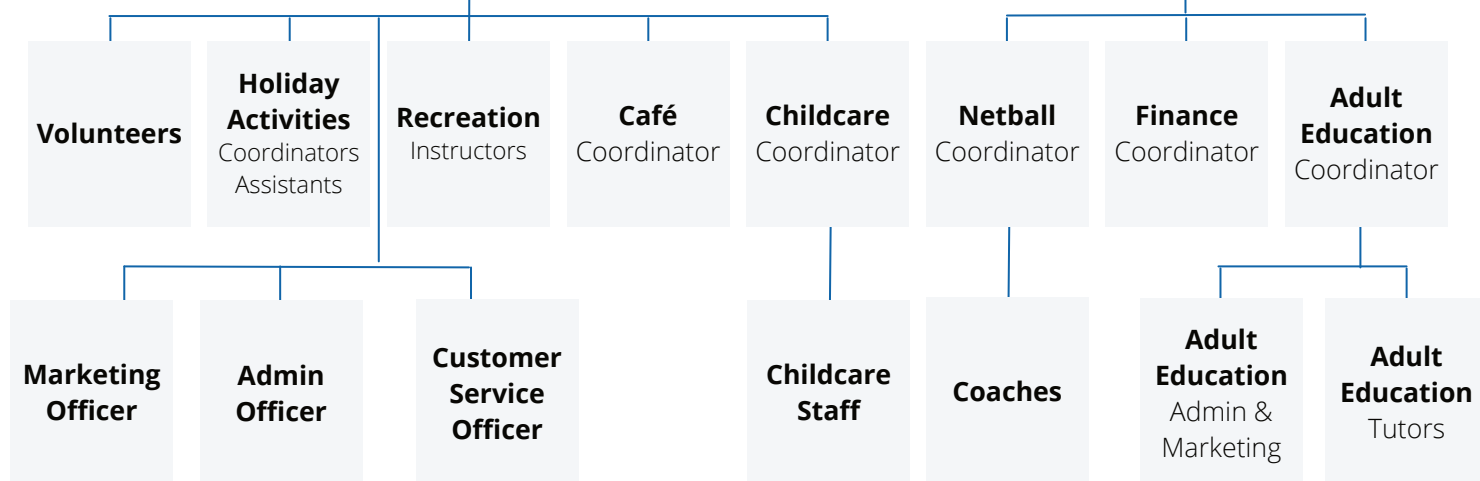 Volunteers
Holiday
Activities
Coordinators
Assistants
Recreation
Instructors
Café
Coordinator
Childcare
Coordinator
Netball
Coordinator
Finance
Coordinator
Adult
Education
Coordinator
Marketing
Officer
Admin
Officer
Customer
Service
Officer
Childcare
Staff
Coaches
Adult
Education
Admin &
Marketing
Adult
Education
Tutors